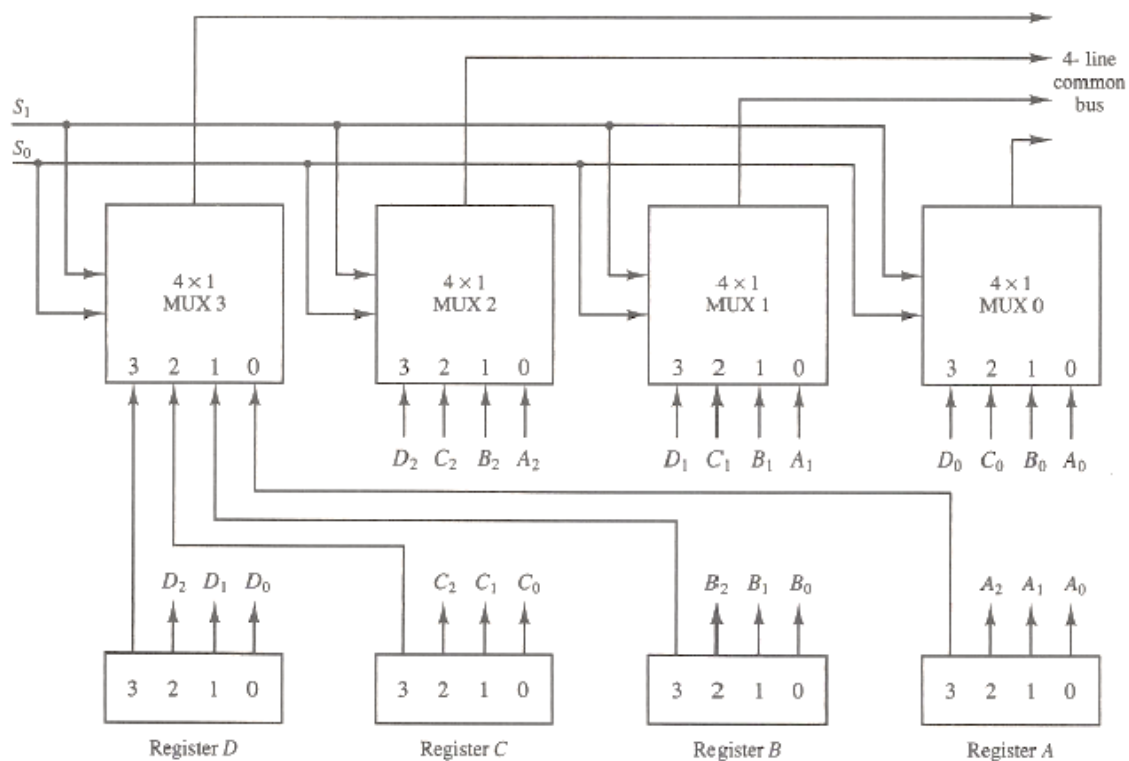 4- line
common
bus
S₁
S₀
4 × 1
MUX 3
3 2 1 0
4 × 1
MUX 2
3 2 1 0
4 × 1
MUX 1
3 2 1 0
4 × 1
MUX 0
3 2 1 0
D₂ C₂ B₂ A₂
D₁ C₁ B₁ A₁
D₀ C₀ B₀ A₀
D₂ D₁ D₀
C₂ C₁ C₀
B₂ B₁ B₀
A₂ A₁ A₀
3 2 1 0
3 2 1 0
3 2 1 0
3 2 1 0
Register D
Register C
Register B
Register A